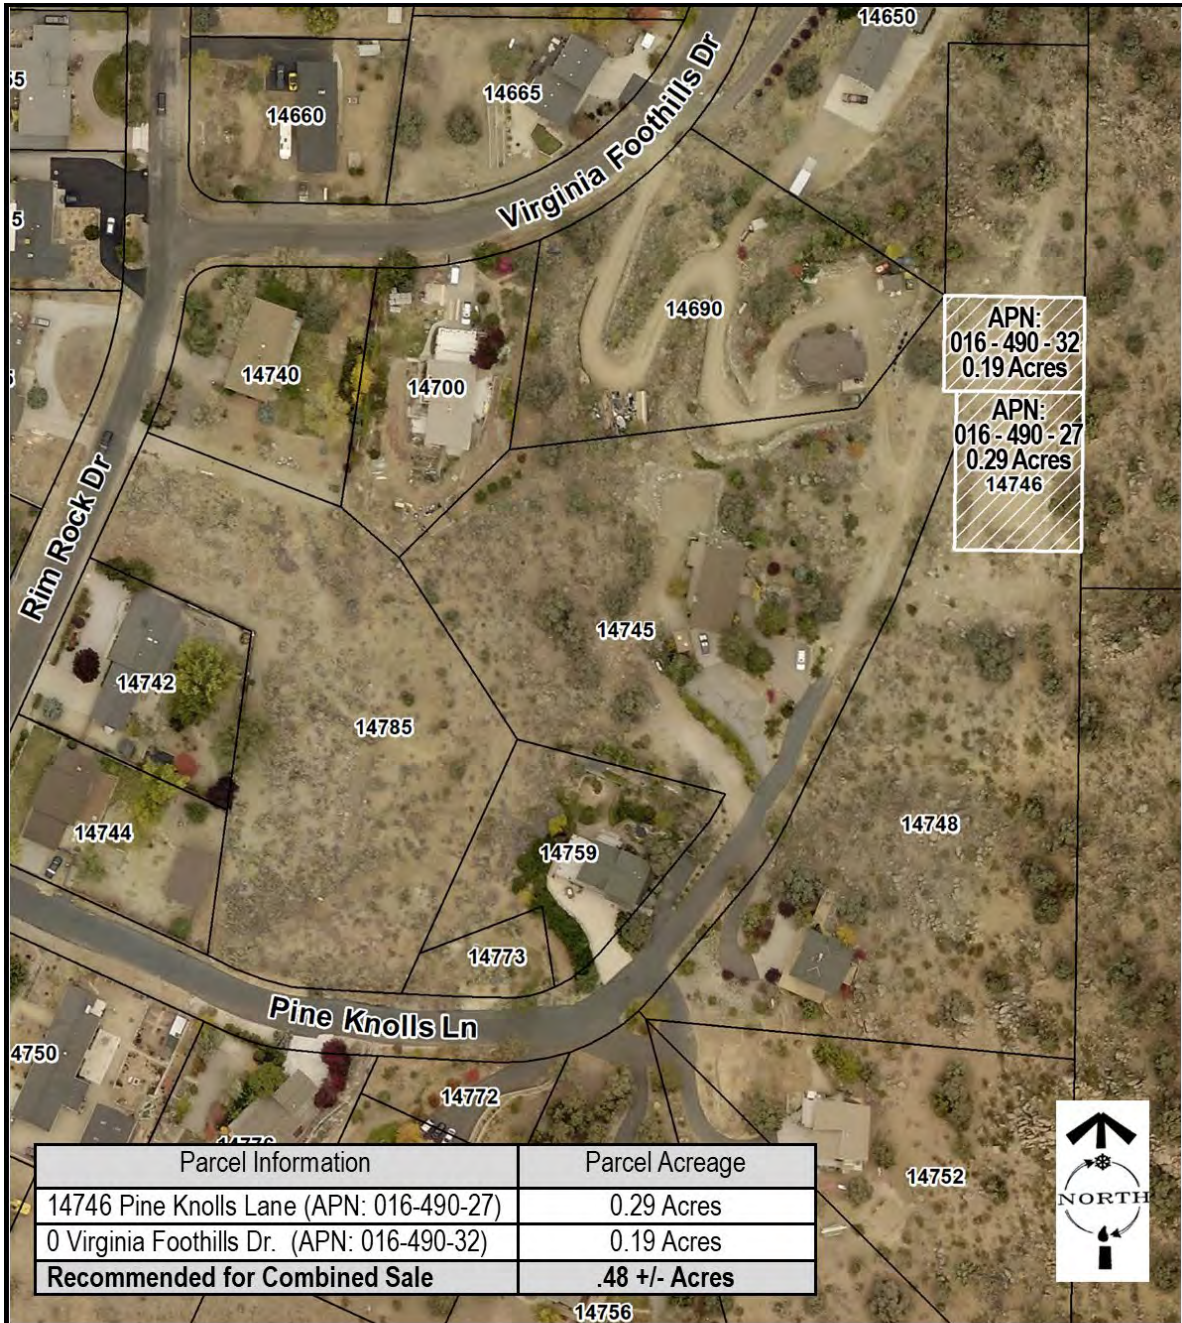 14650
55
14665
14660
Virginia Foothills Dr
5
14690
APN:
016 - 490 - 32
0.19 Acres
14740
14700
APN:
016 - 490 - 27
0.29 Acres
14746
Rim Rock Dr
14745
14742
14785
14748
14744
14759
14773
Pine Knolls Ln
4750
14772
14776
14752
Parcel Information Parcel Acreage
14746 Pine Knolls Lane (APN: 016-490-27) 0.29 Acres
0 Virginia Foothills Dr. (APN: 016-490-32) 0.19 Acres
Recommended for Combined Sale .48 +/- Acres
NORTH
14756